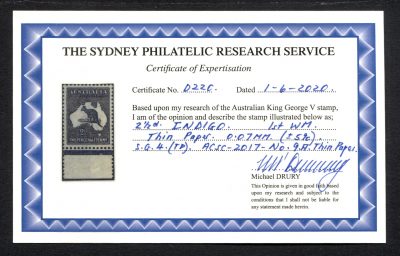 THE SYDNEY PHILATELIC RESEARCH SERVICE
Certificate of Expertisation
Certificate No. D220. Dated 1-6-2020.
Based upon my research of the Australian King George V stamp,
I am of the opinion and describe the stamp illustrated below as:
2½d. INDIGO. 1st WM.
Thin Paper. 0.07MM. (±5%).
S.G. 4. (TP). ACSC-2017-No. 9A. Thin Paper.
AUSTRALIA
Michael DRURY
This Opinion is given in good faith based
upon my research and subject to the
conditions that I shall not be liable for
any statement made herein.